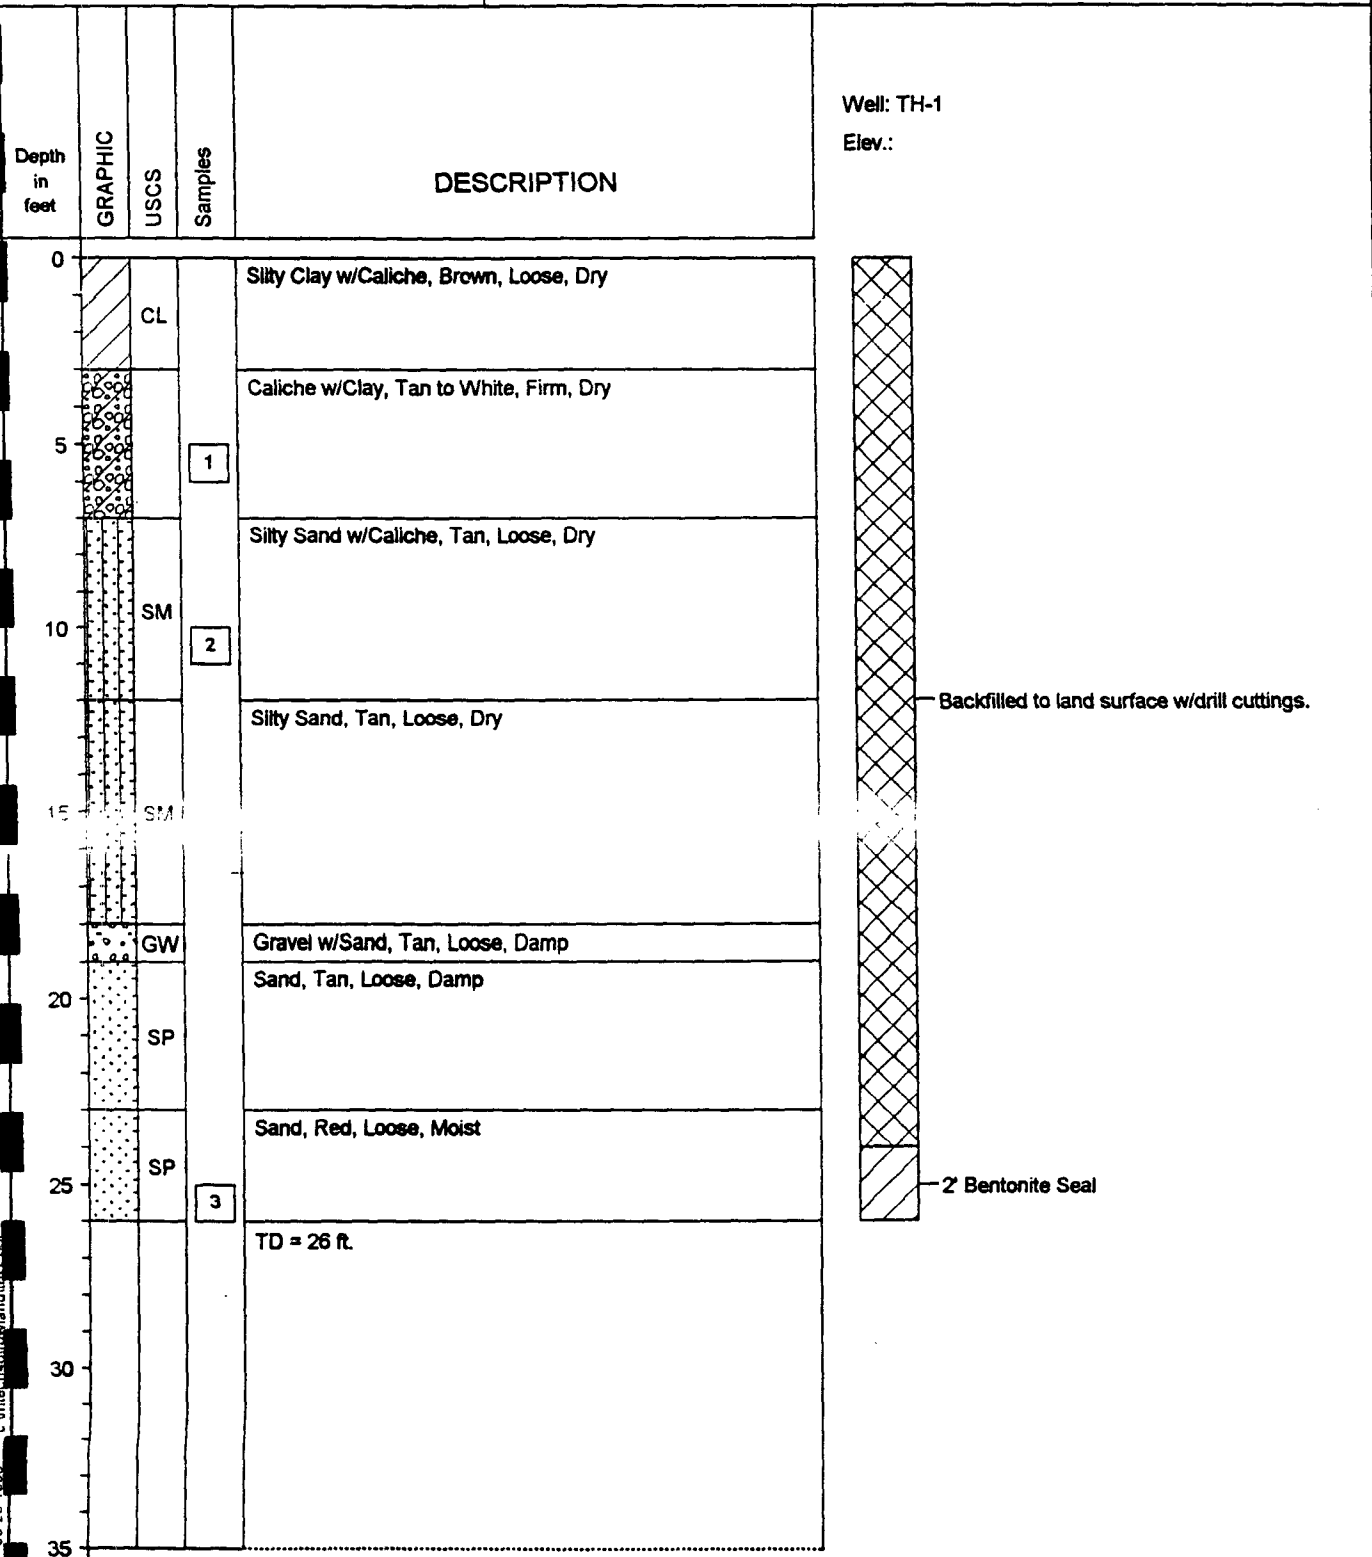 Well: TH-1
Elev.:
Depth
in
feet
GRAPHIC
USCS
Samples
DESCRIPTION
0
Silty Clay w/Caliche, Brown, Loose, Dry
CL
Caliche w/Clay, Tan to White, Firm, Dry
5
1
Silty Sand w/Caliche, Tan, Loose, Dry
SM
10
2
Backfilled to land surface w/drill cuttings.
Silty Sand, Tan, Loose, Dry
15
SM
GW
Gravel w/Sand, Tan, Loose, Damp
Sand, Tan, Loose, Damp
20
SP
Sand, Red, Loose, Moist
SP
25
3
2' Bentonite Seal
TD = 26 ft.
30
35